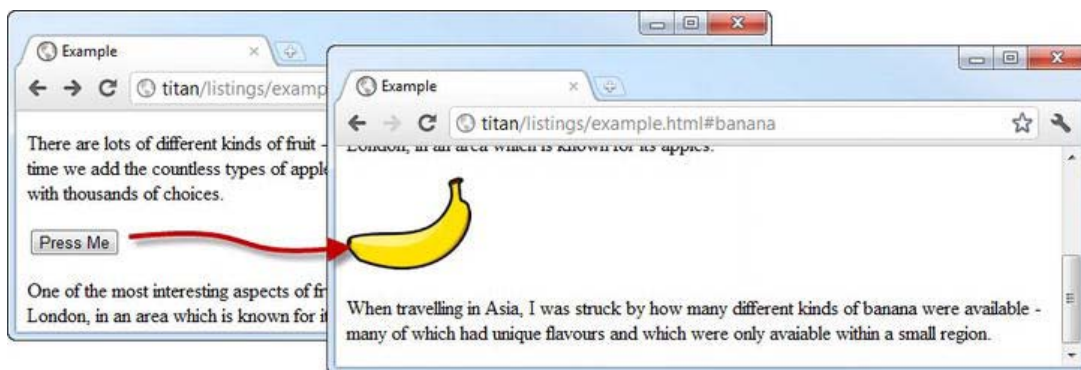 Example
titan/listings/examp
There are lots of different kinds of fruit -
time we add the countless types of apple
with thousands of choices.
Press Me
One of the most interesting aspects of fr
London, in an area which is known for it
Example
titan/listings/example.html#banana
London, in an area which is known for its apples.
When travelling in Asia, I was struck by how many different kinds of banana were available -
many of which had unique flavours and which were only avaiable within a small region.